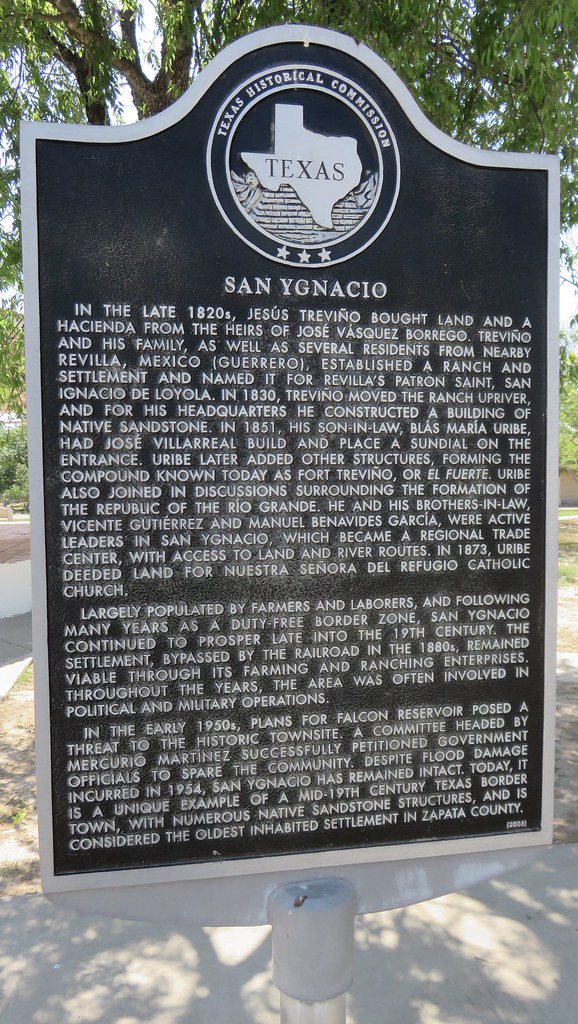 TEXAS HISTORICAL COMMISSION
TEXAS
SAN YGNACIO
IN THE LATE 1820s, JESÚS TREVIÑO BOUGHT LAND AND A
HACIENDA FROM THE HEIRS OF JOSÉ VÁSQUEZ BORREGO. TREVIÑO
AND HIS FAMILY, AS WELL AS SEVERAL RESIDENTS FROM NEARBY
REVILLA, MEXICO (GUERRERO), ESTABLISHED A RANCH AND
SETTLEMENT AND NAMED IT FOR REVILLA'S PATRON SAINT, SAN
IGNACIO DE LOYOLA. IN 1830, TREVIÑO MOVED THE RANCH UPRIVER,
AND FOR HIS HEADQUARTERS HE CONSTRUCTED A BUILDING OF
NATIVE SANDSTONE. IN 1851, HIS SON-IN-LAW, BLÁS MARÍA URIBE,
HAD JOSÉ VILLARREAL BUILD AND PLACE A SUNDIAL ON THE
ENTRANCE. URIBE LATER ADDED OTHER STRUCTURES, FORMING THE
COMPOUND KNOWN TODAY AS FORT TREVIÑO, OR EL FUERTE. URIBE
ALSO JOINED IN DISCUSSIONS SURROUNDING THE FORMATION OF
THE REPUBLIC OF THE RÍO GRANDE. HE AND HIS BROTHERS-IN-LAW,
VICENTE GUTIÉRREZ AND MANUEL BENAVIDES GARCÍA, WERE ACTIVE
LEADERS IN SAN YGNACIO, WHICH BECAME A REGIONAL TRADE
CENTER, WITH ACCESS TO LAND AND RIVER ROUTES. IN 1873, URIBE
DEEDED LAND FOR NUESTRA SEÑORA DEL REFUGIO CATHOLIC
CHURCH.
LARGELY POPULATED BY FARMERS AND LABORERS, AND FOLLOWING
MANY YEARS AS A DUTY-FREE BORDER ZONE, SAN YGNACIO
CONTINUED TO PROSPER LATE INTO THE 19TH CENTURY. THE
SETTLEMENT, BYPASSED BY THE RAILROAD IN THE 1880s, REMAINED
VIABLE THROUGH ITS FARMING AND RANCHING ENTERPRISES.
THROUGHOUT THE YEARS, THE AREA WAS OFTEN INVOLVED IN
POLITICAL AND MILITARY OPERATIONS.
IN THE EARLY 1950s, PLANS FOR FALCON RESERVOIR POSED A
THREAT TO THE HISTORIC TOWNSITE. A COMMITTEE HEADED BY
MERCURIO MARTÍNEZ SUCCESSFULLY PETITIONED GOVERNMENT
OFFICIALS TO SPARE THE COMMUNITY. DESPITE FLOOD DAMAGE
INCURRED IN 1954, SAN YGNACIO HAS REMAINED INTACT. TODAY, IT
IS A UNIQUE EXAMPLE OF A MID-19TH CENTURY TEXAS BORDER
TOWN, WITH NUMEROUS NATIVE SANDSTONE STRUCTURES, AND IS
CONSIDERED THE OLDEST INHABITED SETTLEMENT IN ZAPATA COUNTY.